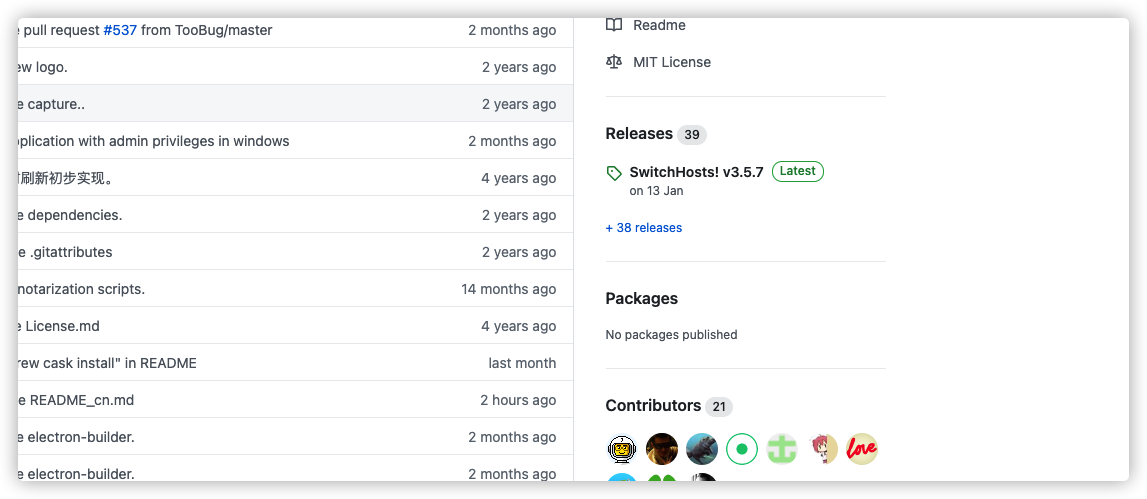 pull request #537 from TooBug/master
2 months ago
ew logo.
2 years ago
e capture..
2 years ago
pplication with admin privileges in windows
2 months ago
刷新初步实现。
4 years ago
e dependencies.
2 years ago
e .gitattributes
2 years ago
notarization scripts.
14 months ago
e License.md
4 years ago
rew cask install" in README
last month
e README_cn.md
2 hours ago
e electron-builder.
2 months ago
e electron-builder.
2 months ago
Readme
MIT License
Releases 39
SwitchHosts! v3.5.7 Latest
on 13 Jan
+ 38 releases
Packages
No packages published
Contributors 21
love